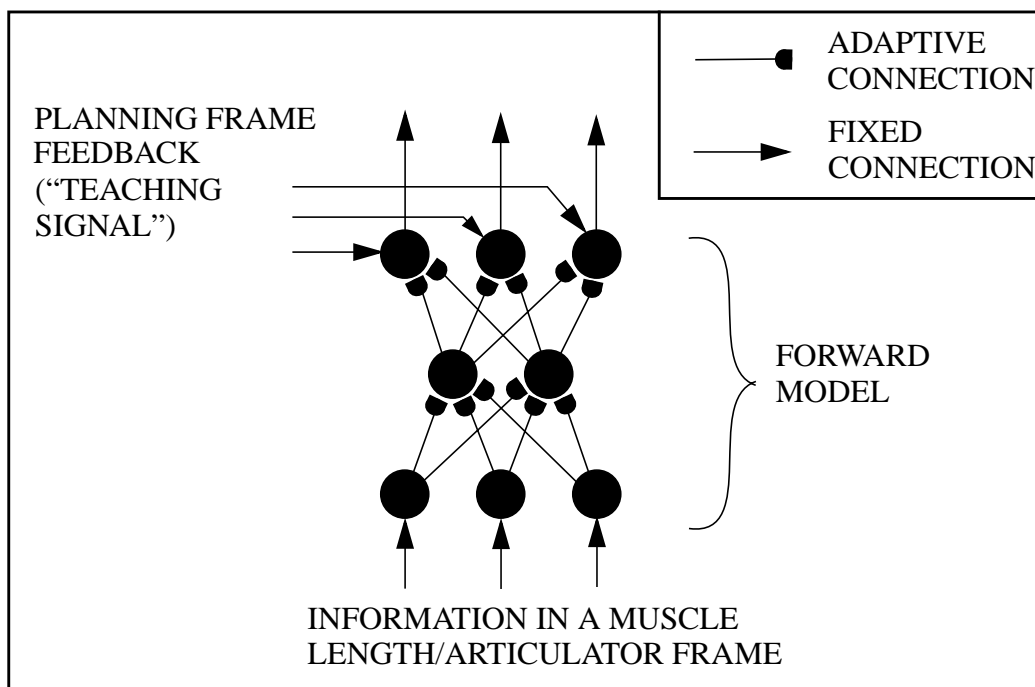 ADAPTIVE
CONNECTION
FIXED
CONNECTION
PLANNING FRAME
FEEDBACK
(“TEACHING
SIGNAL”)
FORWARD
MODEL
INFORMATION IN A MUSCLE
LENGTH/ARTICULATOR FRAME